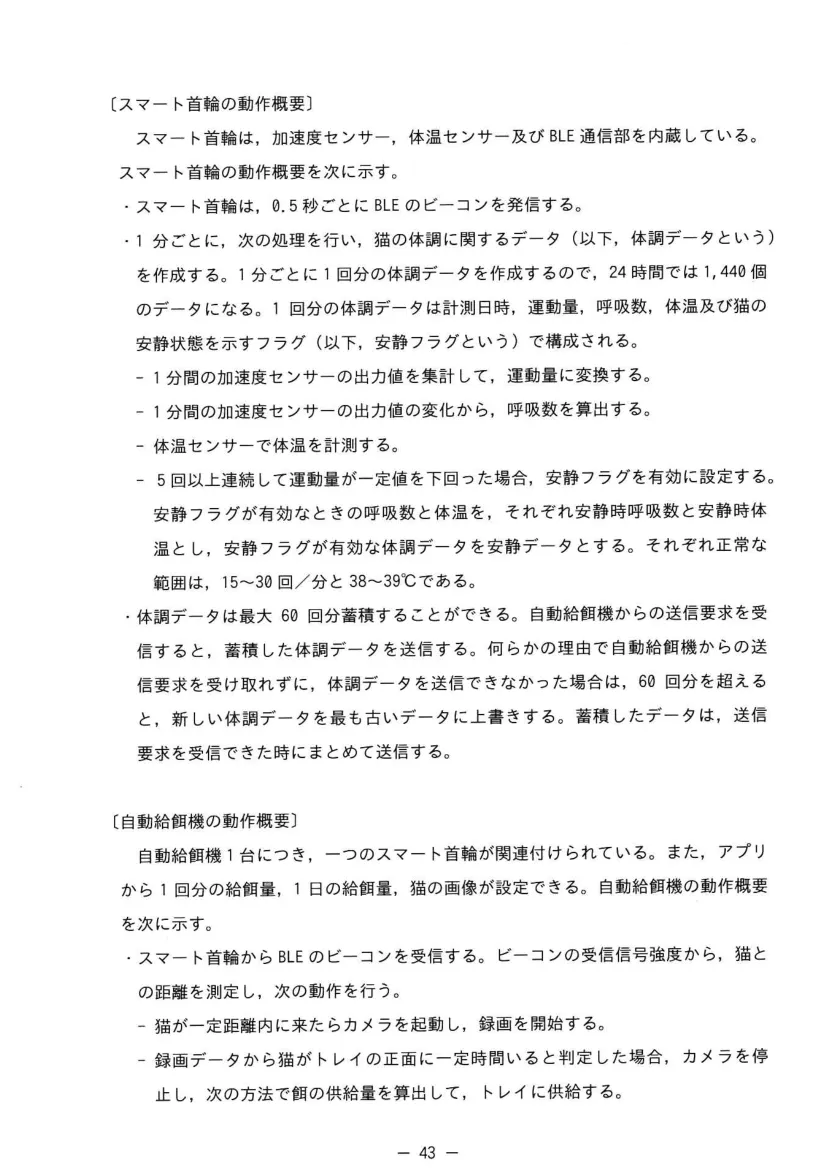 〔スマート首輪の動作概要〕
スマート首輪は，加速度センサー，体温センサー及び BLE 通信部を内蔵している。
スマート首輪の動作概要を次に示す。
・スマート首輪は，0.5 秒ごとに BLE のビーコンを発信する。
・1 分ごとに，次の処理を行い，猫の体調に関するデータ（以下，体調データという）
を作成する。1 分ごとに 1 回分の体調データを作成するので，24 時間では 1,440 個
のデータになる。1 回分の体調データは計測日時，運動量，呼吸数，体温及び猫の
安静状態を示すフラグ（以下，安静フラグという）で構成される。
− 1 分間の加速度センサーの出力値を集計して，運動量に変換する。
− 1 分間の加速度センサーの出力値の変化から，呼吸数を算出する。
− 体温センサーで体温を計測する。
− 5 回以上連続して運動量が一定値を下回った場合，安静フラグを有効に設定する。
安静フラグが有効なときの呼吸数と体温を，それぞれ安静時呼吸数と安静時体
温とし，安静フラグが有効な体調データを安静データとする。それぞれ正常な
範囲は，15〜30 回／分と 38〜39℃である。
・体調データは最大 60 回分蓄積することができる。自動給餌機からの送信要求を受
信すると，蓄積した体調データを送信する。何らかの理由で自動給餌機からの送
信要求を受け取れずに，体調データを送信できなかった場合は，60 回分を超える
と，新しい体調データを最も古いデータに上書きする。蓄積したデータは，送信
要求を受信できた時にまとめて送信する。
〔自動給餌機の動作概要〕
自動給餌機 1 台につき，一つのスマート首輪が関連付けられている。また，アプリ
から 1 回分の給餌量，1 日の給餌量，猫の画像が設定できる。自動給餌機の動作概要
を次に示す。
・スマート首輪から BLE のビーコンを受信する。ビーコンの受信信号強度から，猫と
の距離を測定し，次の動作を行う。
− 猫が一定距離内に来たらカメラを起動し，録画を開始する。
− 録画データから猫がトレイの正面に一定時間いると判定した場合，カメラを停
止し，次の方法で餌の供給量を算出して，トレイに供給する。
− 43 −